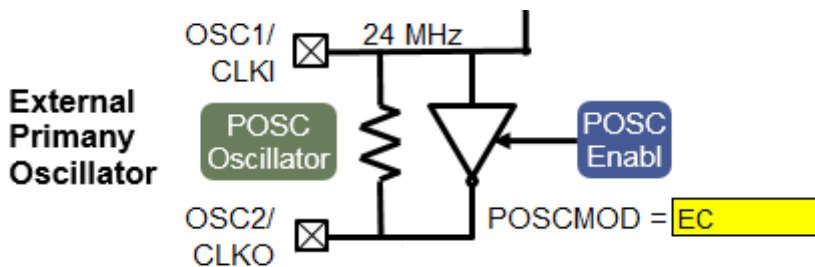 OSC1/
CLKI
24 MHz
External
Primany
Oscillator
POSC
Oscillator
POSC
Enabl
OSC2/
CLKO
POSCMOD = EC